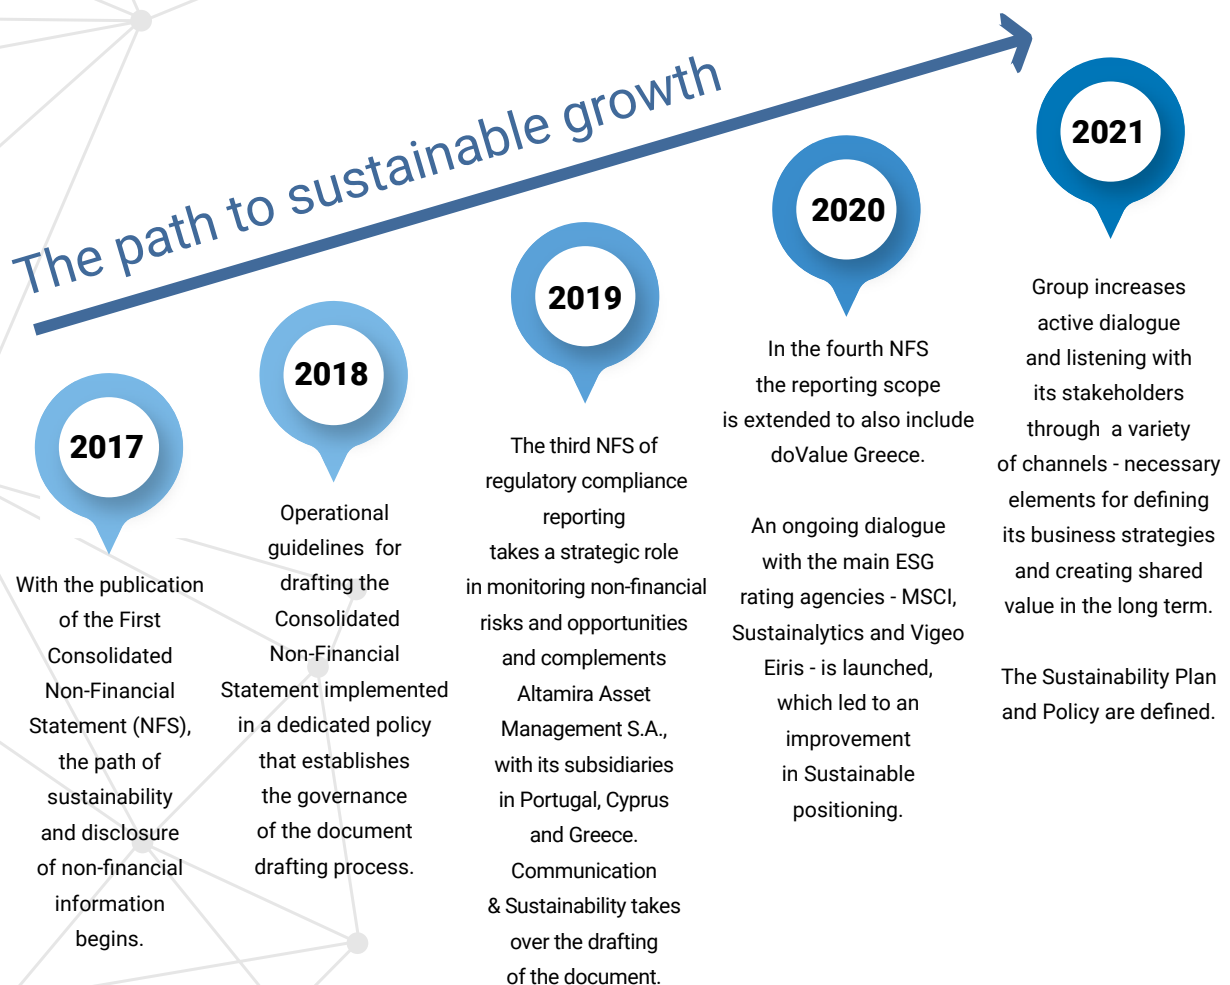 The path to sustainable growth
2017
With the publication
of the First
Consolidated
Non-Financial
Statement (NFS),
the path of
sustainability
and disclosure
of non-financial
information
begins.
2018
Operational
guidelines for
drafting the
Consolidated
Non-Financial
Statement implemented
in a dedicated policy
that establishes
the governance
of the document
drafting process.
2019
The third NFS of
regulatory compliance
reporting
takes a strategic role
in monitoring non-financial
risks and opportunities
and complements
Altamira Asset
Management S.A.,
with its subsidiaries
in Portugal, Cyprus
and Greece.
Communication
& Sustainability takes
over the drafting
of the document.
2020
In the fourth NFS
the reporting scope
is extended to also include
doValue Greece.
An ongoing dialogue
with the main ESG
rating agencies - MSCI,
Sustainalytics and Vigeo
Eiris - is launched,
which led to an
improvement
in Sustainable
positioning.
2021
Group increases
active dialogue
and listening with
its stakeholders
through a variety
of channels - necessary
elements for defining
its business strategies
and creating shared
value in the long term.
The Sustainability Plan
and Policy are defined.